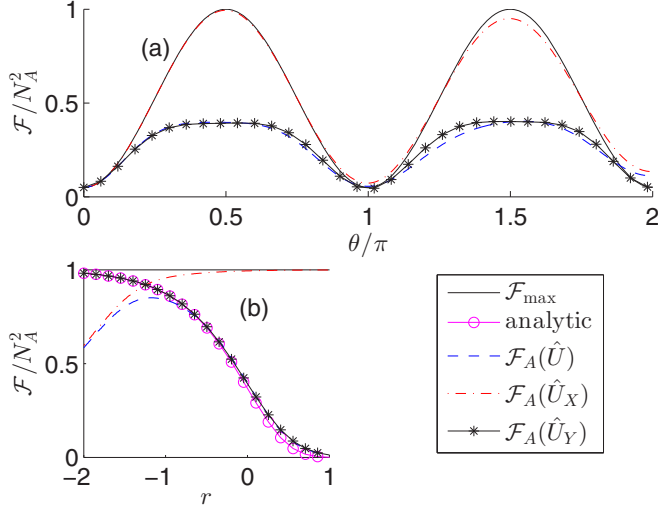 1
(a)
0.5
0
0 0.5 1 1.5 2
F/N_A^2
θ/π
1
(b)
0.5
0
−2 −1 0 1
F/N_A^2
r
F_max
analytic
F_A(Û)
F_A(Û_X)
F_A(Û_Y)